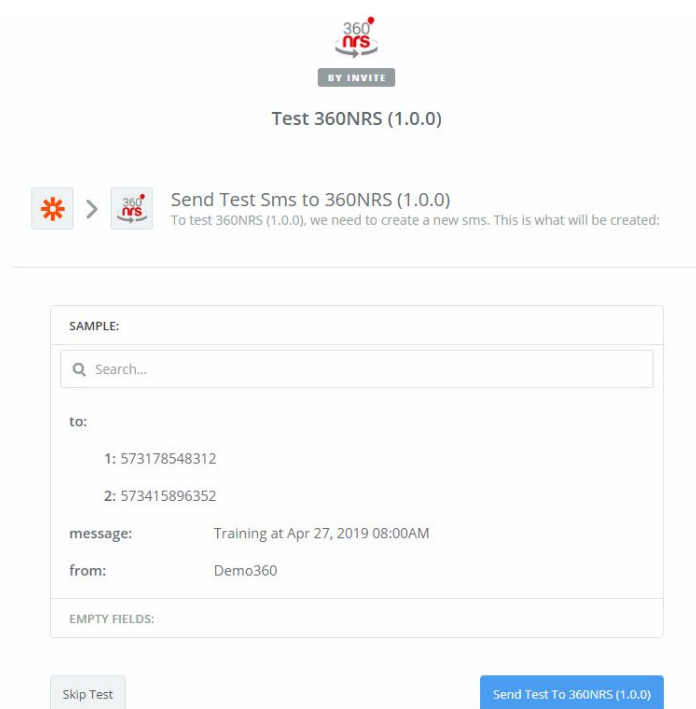 360
nrs
BY INVITE
Test 360NRS (1.0.0)
360
nrs
Send Test Sms to 360NRS (1.0.0)
To test 360NRS (1.0.0), we need to create a new sms. This is what will be created:
SAMPLE:
Search...
to:
1: 573178548312
2: 573415896352
message: Training at Apr 27, 2019 08:00AM
from: Demo360
EMPTY FIELDS:
Skip Test
Send Test To 360NRS (1.0.0)